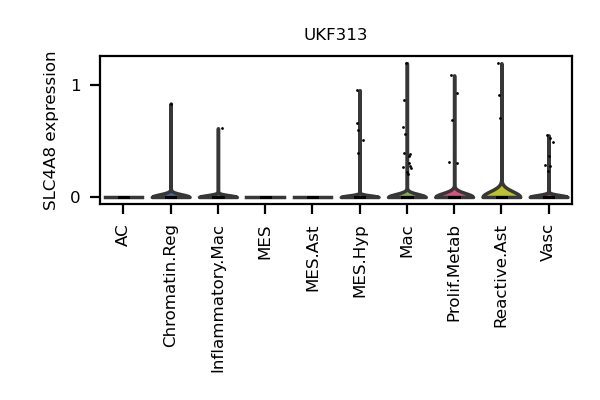 UKF313
SLC4A8 expression
1
0
AC
Chromatin.Reg
Inflammatory.Mac
MES
MES.Ast
MES.Hyp
Mac
Prolif.Metab
Reactive.Ast
Vasc